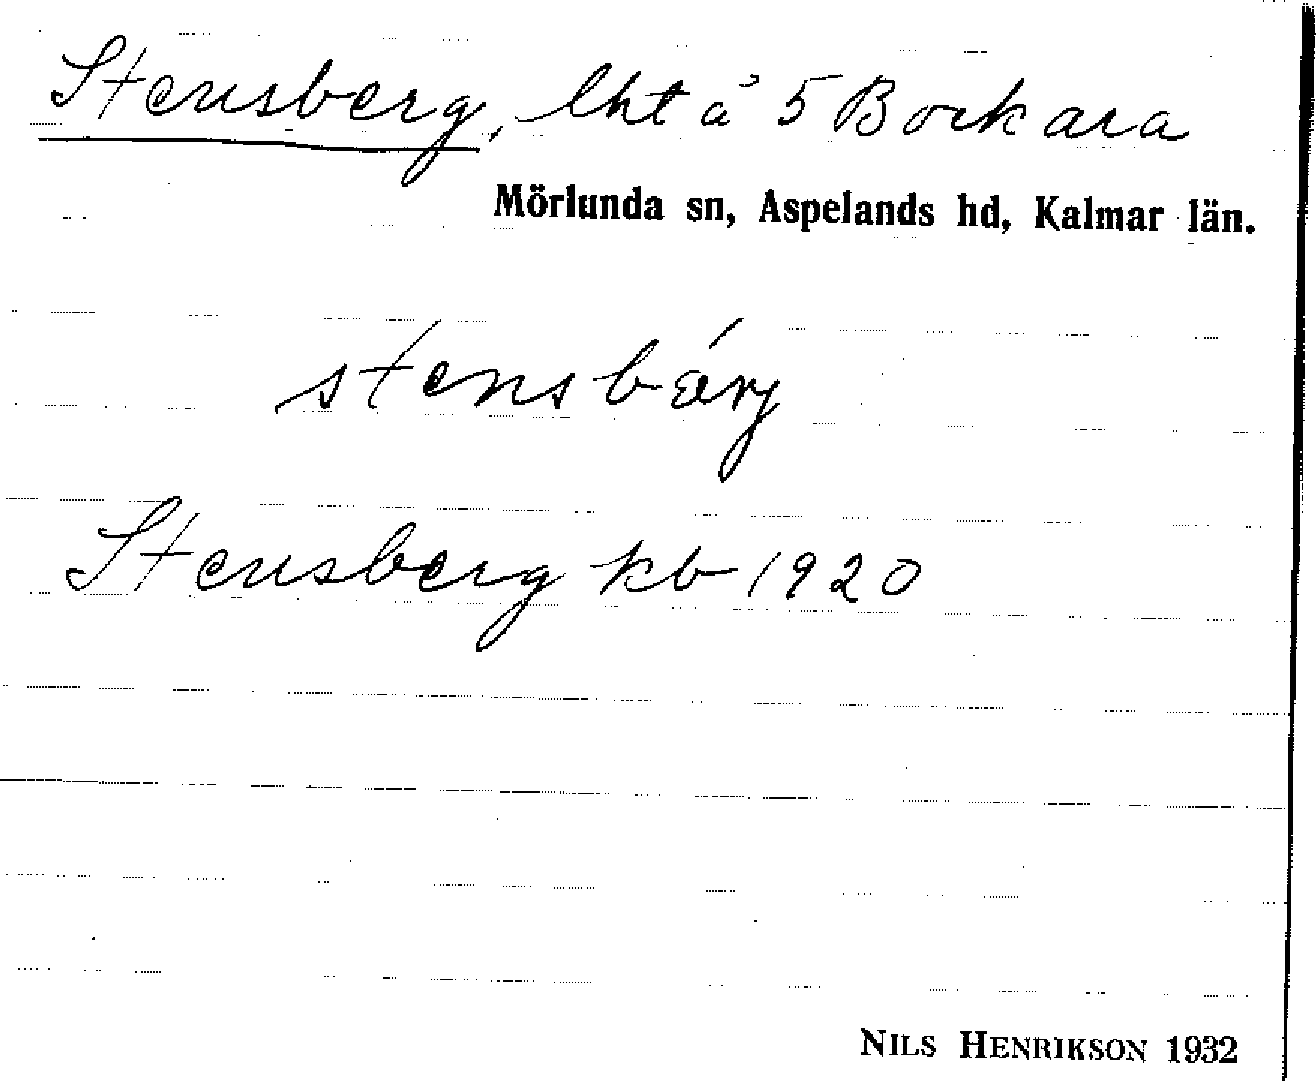 Stensberg, lht å 5 Bockara
Mörlunda sn, Aspelands hd, Kalmar län.
stensbärj
Stensberg kb 1920
NILS HENRIKSON 1932